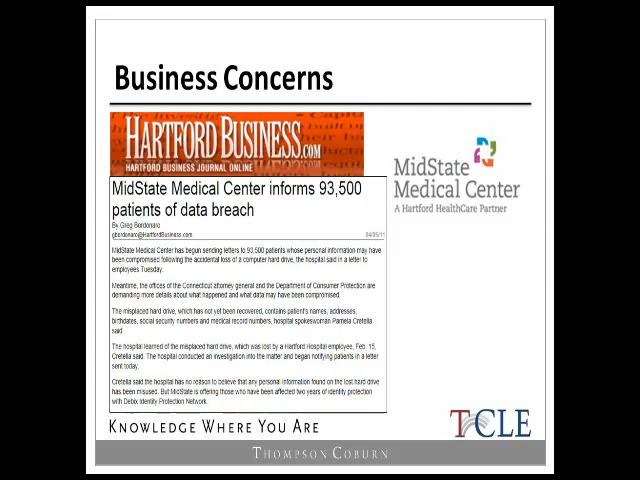 Business Concerns
HARTFORD BUSINESS.COM
HARTFORD BUSINESS JOURNAL ONLINE
MidState
Medical Center
A Hartford HealthCare Partner
MidState Medical Center informs 93,500
patients of data breach
By Greg Bordonaro
gbordonaro@HartfordBusiness.com 04/05/11
MidState Medical Center has begun sending letters to 93,500 patients whose personal information may have
been compromised following the accidental loss of a computer hard drive, the hospital said in a letter to
employees Tuesday.
Meantime, the offices of the Connecticut attorney general and the Department of Consumer Protection are
demanding more details about what happened and what data may have been compromised.
The misplaced hard drive, which has not yet been recovered, contains patient's names, addresses,
birthdates, social security numbers and medical record numbers, hospital spokeswoman Pamela Cretella
said.
The hospital learned of the misplaced hard drive, which was lost by a Hartford Hospital employee, Feb. 15,
Cretella said. The hospital conducted an investigation into the matter and began notifying patients in a letter
sent today.
Cretella said the hospital has no reason to believe that any personal information found on the lost hard drive
has been misused. But MidState is offering those who have been affected two years of identity protection
with Debix Identity Protection Network.
KNOWLEDGE WHERE YOU ARE
TCCLE
THOMPSON COBURN